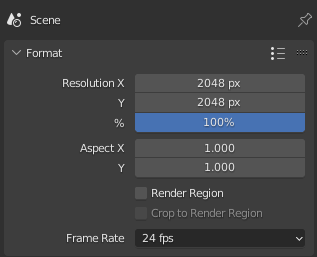 Scene
Format
Resolution X 2048 px
Y 2048 px
% 100%
Aspect X 1.000
Y 1.000
Render Region
Crop to Render Region
Frame Rate 24 fps